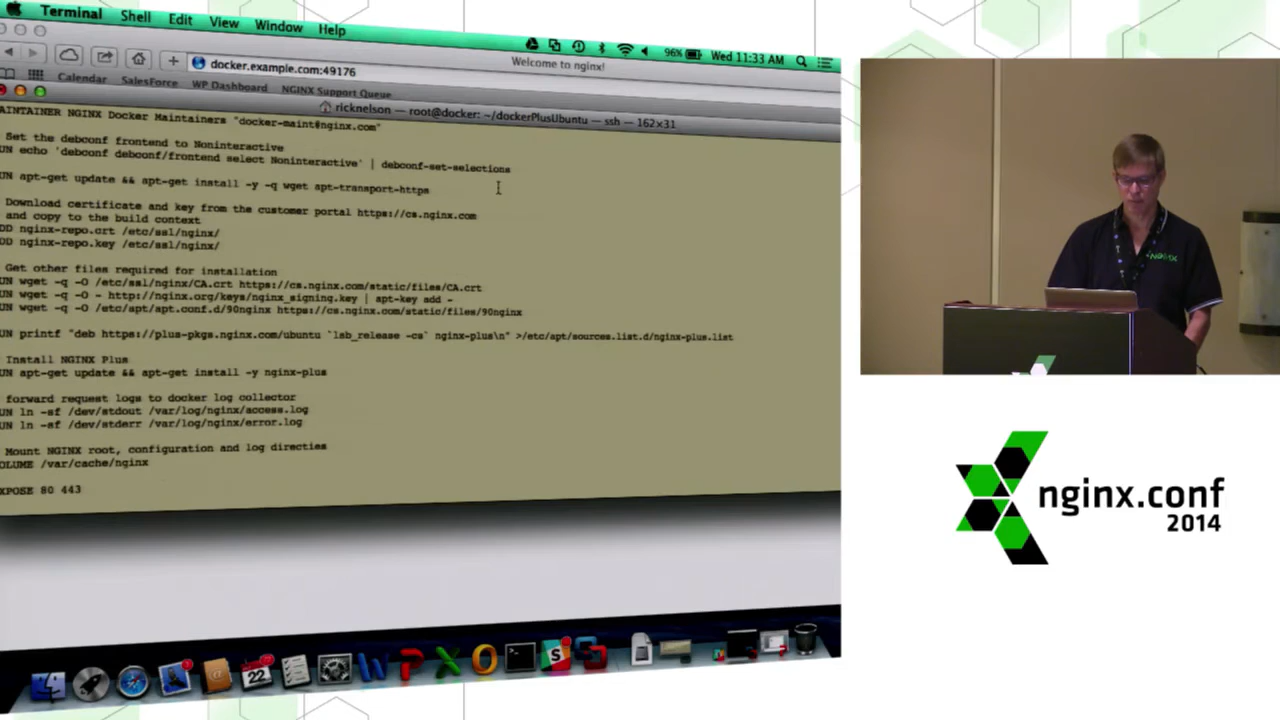 Terminal Shell Edit View Window Help
96% Wed 11:33 AM
Welcome to nginx!
docker.example.com:49176
Calendar SalesForce WP Dashboard NGINX Support Queue
ricknelson — root@docker: ~/dockerPlusUbuntu — ssh — 162×31
AINTAINER NGINX Docker Maintainers "docker-maint@nginx.com"
Set the debconf frontend to Noninteractive
UN echo 'debconf debconf/frontend select Noninteractive' | debconf-set-selections
UN apt-get update && apt-get install -y -q wget apt-transport-https
Download certificate and key from the customer portal https://cs.nginx.com
and copy to the build context
DD nginx-repo.crt /etc/ssl/nginx/
DD nginx-repo.key /etc/ssl/nginx/
Get other files required for installation
UN wget -q -O /etc/ssl/nginx/CA.crt https://cs.nginx.com/static/files/CA.crt
UN wget -q -O - http://nginx.org/keys/nginx_signing.key | apt-key add -
UN wget -q -O /etc/apt/apt.conf.d/90nginx https://cs.nginx.com/static/files/90nginx
UN printf "deb https://plus-pkgs.nginx.com/ubuntu `lsb_release -cs` nginx-plus\n" >/etc/apt/sources.list.d/nginx-plus.list
Install NGINX Plus
UN apt-get update && apt-get install -y nginx-plus
forward request logs to docker log collector
UN ln -sf /dev/stdout /var/log/nginx/access.log
UN ln -sf /dev/stderr /var/log/nginx/error.log
Mount NGINX root, configuration and log directies
OLUME /var/cache/nginx
XPOSE 80 443
22
NGINX
nginx.conf
2014